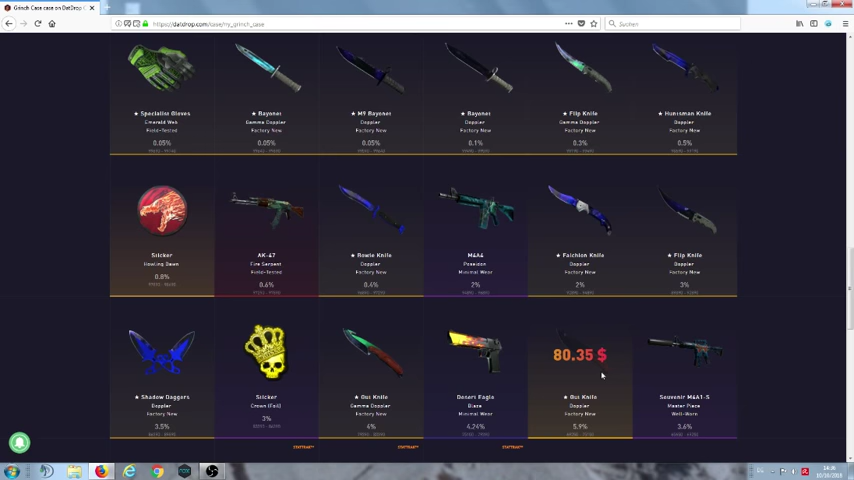 Grinch Case case on DatDrop C
https://datdrop.com/case/my_grinch_case
Suchen
★ Specialist Gloves
Emerald Web
Field-Tested
0.05%
★ Bayonet
Gamma Doppler
Factory New
0.05%
★ M9 Bayonet
Doppler
Factory New
0.05%
★ Bayonet
Doppler
Factory New
0.1%
★ Flip Knife
Gamma Doppler
Factory New
0.3%
★ Huntsman Knife
Doppler
Factory New
0.5%
Sticker
Howling Dawn
0.8%
AK-47
Fire Serpent
Field-Tested
0.6%
★ Bowie Knife
Doppler
Factory New
0.4%
M4A4
Poseidon
Minimal Wear
2%
★ Falchion Knife
Doppler
Factory New
2%
★ Flip Knife
Doppler
Factory New
3%
★ Shadow Daggers
Doppler
Factory New
3.5%
Sticker
Crown (Foil)
3%
★ Gut Knife
Gamma Doppler
Factory New
4%
Desert Eagle
Blaze
Minimal Wear
4.24%
80.35 $
★ Gut Knife
Doppler
Factory New
5.9%
Souvenir M4A1-S
Master Piece
Well-Worn
3.6%
STATTRAK™
STATTRAK™
STATTRAK™